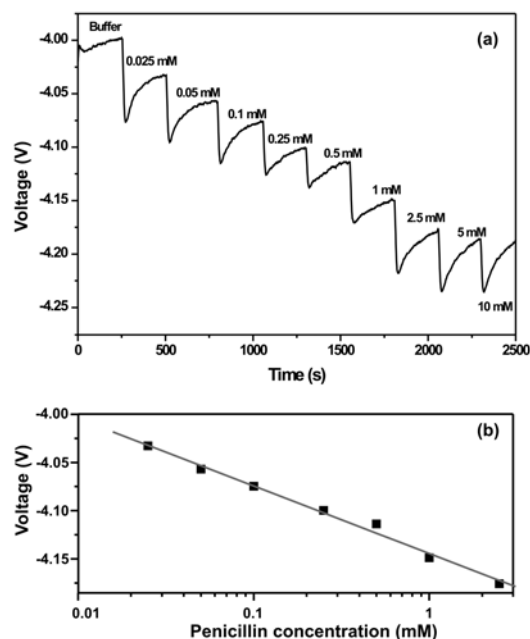 (a)
Buffer
0.025 mM
0.05 mM
0.1 mM
0.25 mM
0.5 mM
1 mM
2.5 mM
5 mM
10 mM
-4.00
-4.05
-4.10
-4.15
-4.20
-4.25
Voltage (V)
0 500 1000 1500 2000 2500
Time (s)
(b)
-4.00
-4.05
-4.10
-4.15
Voltage (V)
0.01 0.1 1
Penicillin concentration (mM)